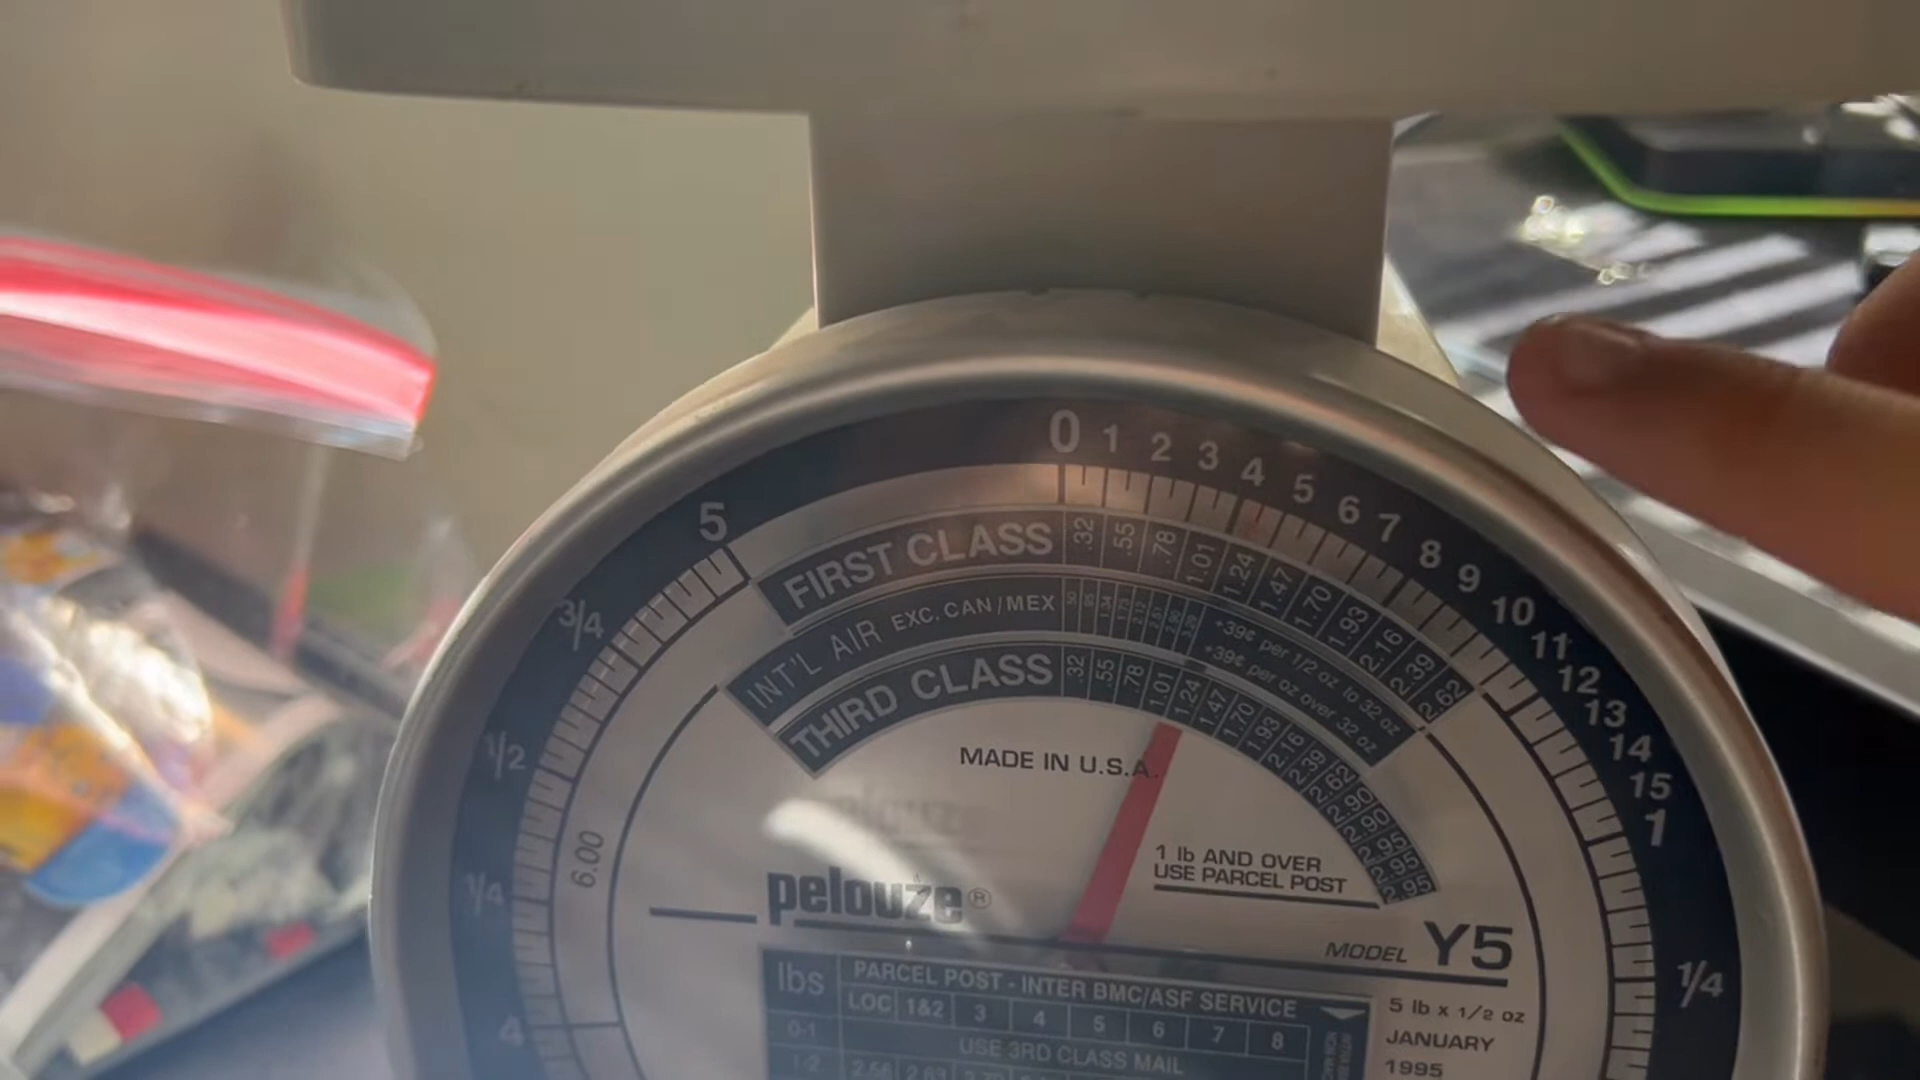 0 1 2 3 4 5 6 7 8 9 10 11 12 13 14 15 1
5
3/4
1/2
1/4
4
1/4
FIRST CLASS .32 .55 .78 1.01 1.24 1.47 1.70 1.93 2.16 2.39 2.62
INT'L AIR EXC. CAN/MEX
*39¢ per 1/2 oz to 32 oz
*39¢ per oz over 32 oz
THIRD CLASS .32 .55 .78 1.01 1.24 1.47 1.70 1.93 2.16 2.39 2.62 2.90 2.90 2.95 2.95 2.95
6.00
MADE IN U.S.A.
1 lb AND OVER
USE PARCEL POST
pelouze®
MODEL Y5
5 lb x 1/2 oz
JANUARY
1995
lbs PARCEL POST - INTER BMC/ASF SERVICE
LOC 1&2 3 4 5 6 7 8
0-1 USE 3RD CLASS MAIL
1-2 2.56 2.63